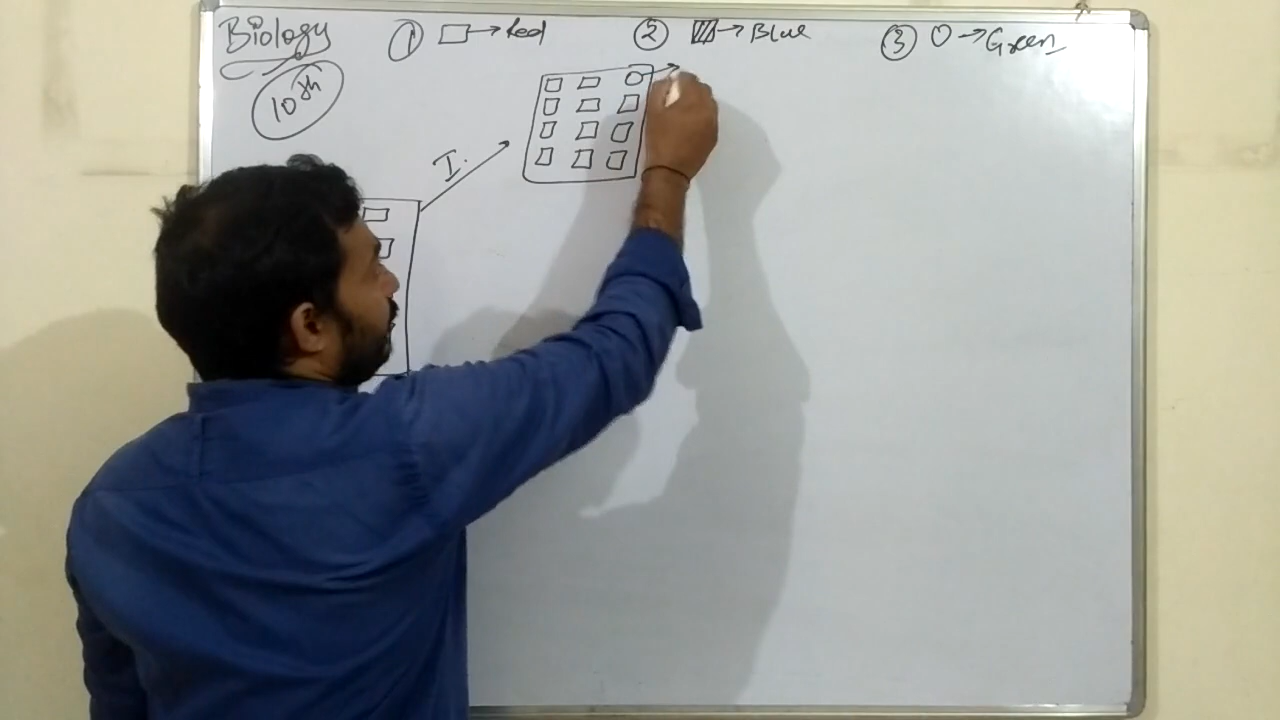 Biology
10th
① → Red
② → Blue
③ → Green
I.